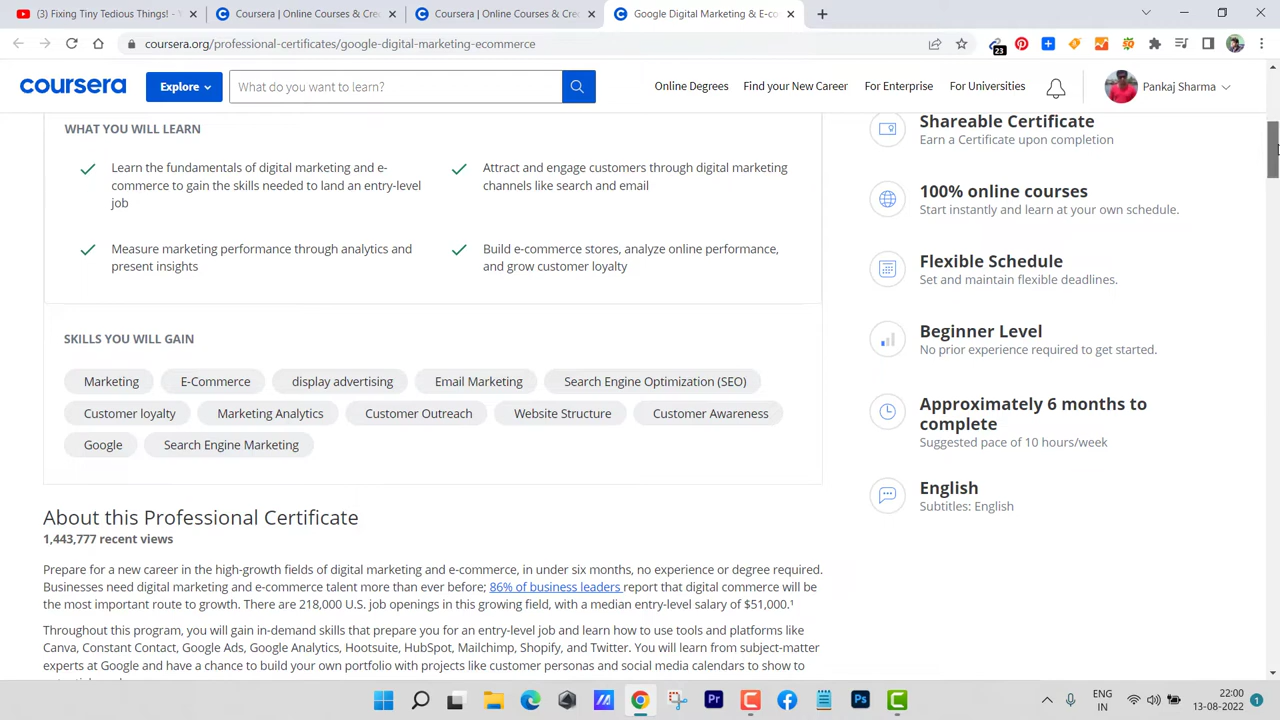 (3) Fixing Tiny Tedious Things! - Y
Coursera | Online Courses & Cre
Coursera | Online Courses & Cre
Google Digital Marketing & E-co
coursera.org/professional-certificates/google-digital-marketing-ecommerce
23
coursera
Explore
What do you want to learn?
Online Degrees
Find your New Career
For Enterprise
For Universities
Pankaj Sharma
WHAT YOU WILL LEARN
Learn the fundamentals of digital marketing and e-
commerce to gain the skills needed to land an entry-level
job
Attract and engage customers through digital marketing
channels like search and email
Measure marketing performance through analytics and
present insights
Build e-commerce stores, analyze online performance,
and grow customer loyalty
SKILLS YOU WILL GAIN
Marketing
E-Commerce
display advertising
Email Marketing
Search Engine Optimization (SEO)
Customer loyalty
Marketing Analytics
Customer Outreach
Website Structure
Customer Awareness
Google
Search Engine Marketing
About this Professional Certificate
1,443,777 recent views
Prepare for a new career in the high-growth fields of digital marketing and e-commerce, in under six months, no experience or degree required.
Businesses need digital marketing and e-commerce talent more than ever before; 86% of business leaders report that digital commerce will be
the most important route to growth. There are 218,000 U.S. job openings in this growing field, with a median entry-level salary of $51,000.¹
Throughout this program, you will gain in-demand skills that prepare you for an entry-level job and learn how to use tools and platforms like
Canva, Constant Contact, Google Ads, Google Analytics, Hootsuite, HubSpot, Mailchimp, Shopify, and Twitter. You will learn from subject-matter
experts at Google and have a chance to build your own portfolio with projects like customer personas and social media calendars to show to
Shareable Certificate
Earn a Certificate upon completion
100% online courses
Start instantly and learn at your own schedule.
Flexible Schedule
Set and maintain flexible deadlines.
Beginner Level
No prior experience required to get started.
Approximately 6 months to
complete
Suggested pace of 10 hours/week
English
Subtitles: English
Pr
Ps
ENG
IN
22:00
13-08-2022
1